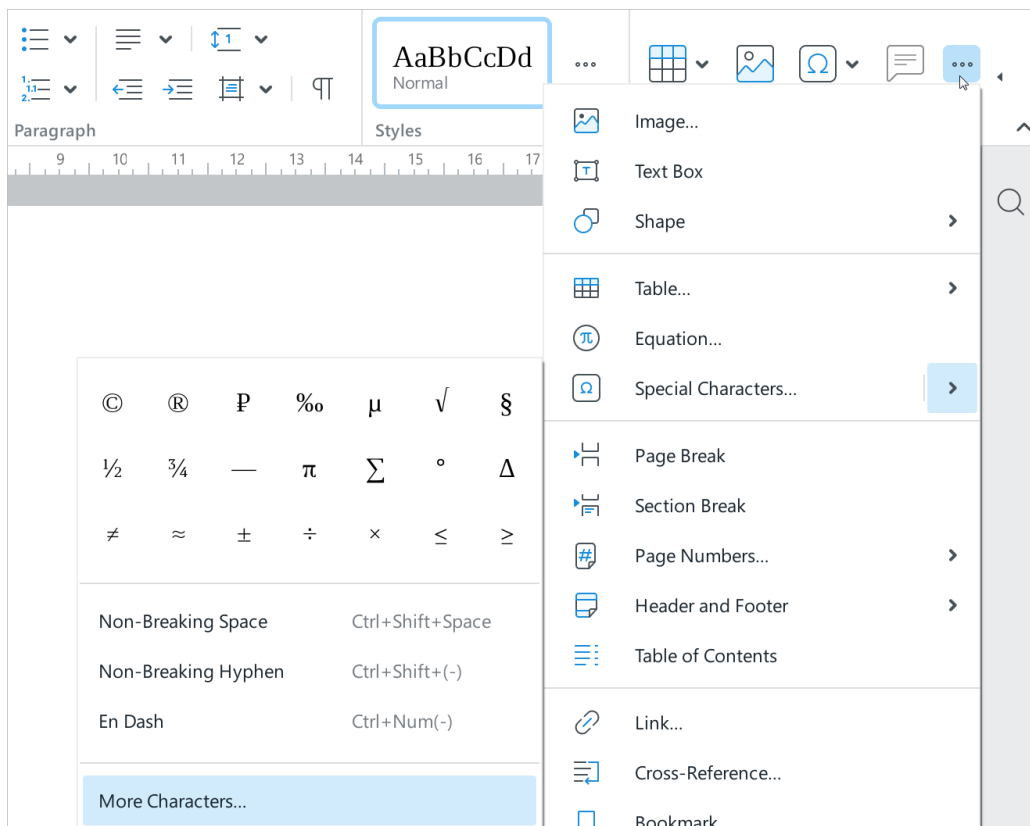 AaBbCcDd
Normal
Paragraph
Styles
9 10 11 12 13 14 15 16 17
Image...
Text Box
Shape
Table...
Equation...
Special Characters...
Page Break
Section Break
Page Numbers...
Header and Footer
Table of Contents
Link...
Cross-Reference...
Bookmark
© ® ₽ ‰ µ √ §
½ ¾ — π ∑ ° Δ
≠ ≈ ± ÷ × ≤ ≥
Non-Breaking Space Ctrl+Shift+Space
Non-Breaking Hyphen Ctrl+Shift+(-)
En Dash Ctrl+Num(-)
More Characters...